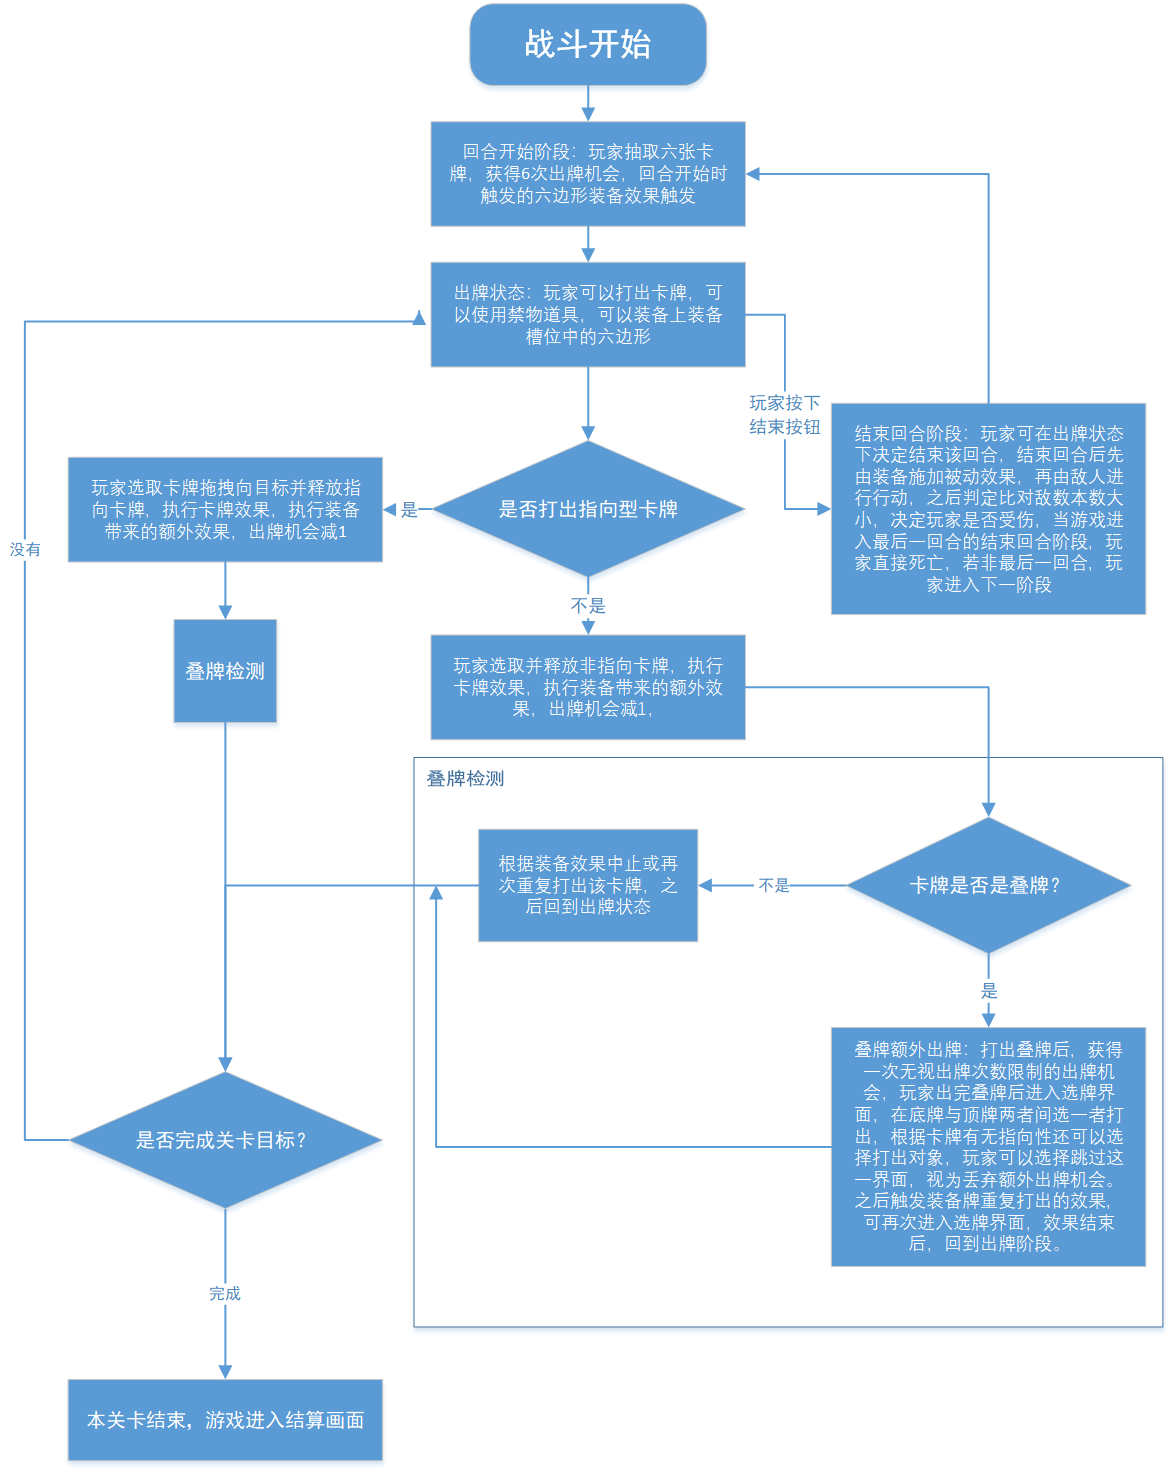 战斗开始
回合开始阶段：玩家抽取六张卡
牌，获得6次出牌机会，回合开始时
触发的六边形装备效果触发
出牌状态：玩家可以打出卡牌，可
以使用禁物道具，可以装备上装备
槽位中的六边形
玩家按下
结束按钮
结束回合阶段：玩家可在出牌状态
下决定结束该回合，结束回合后先
由装备施加被动效果，再由敌人进
行行动，之后判定比对敌数本数大
小，决定玩家是否受伤，当游戏进
入最后一回合的结束回合阶段，玩
家直接死亡，若非最后一回合，玩
家进入下一阶段
是否打出指向型卡牌
是
玩家选取卡牌拖拽向目标并释放指
向卡牌，执行卡牌效果，执行装备
带来的额外效果，出牌机会减1
没有
不是
叠牌检测
玩家选取并释放非指向卡牌，执行
卡牌效果，执行装备带来的额外效
果，出牌机会减1，
叠牌检测
根据装备效果中止或再
次重复打出该卡牌，之
后回到出牌状态
不是
卡牌是否是叠牌？
是
叠牌额外出牌：打出叠牌后，获得
一次无视出牌次数限制的出牌机
会，玩家出完叠牌后进入选牌界
面，在底牌与顶牌两者间选一者打
出，根据卡牌有无指向性还可以选
择打出对象，玩家可以选择跳过这
一界面，视为丢弃额外出牌机会。
之后触发装备牌重复打出的效果，
可再次进入选牌界面，效果结束
后，回到出牌阶段。
是否完成关卡目标？
完成
本关卡结束，游戏进入结算画面